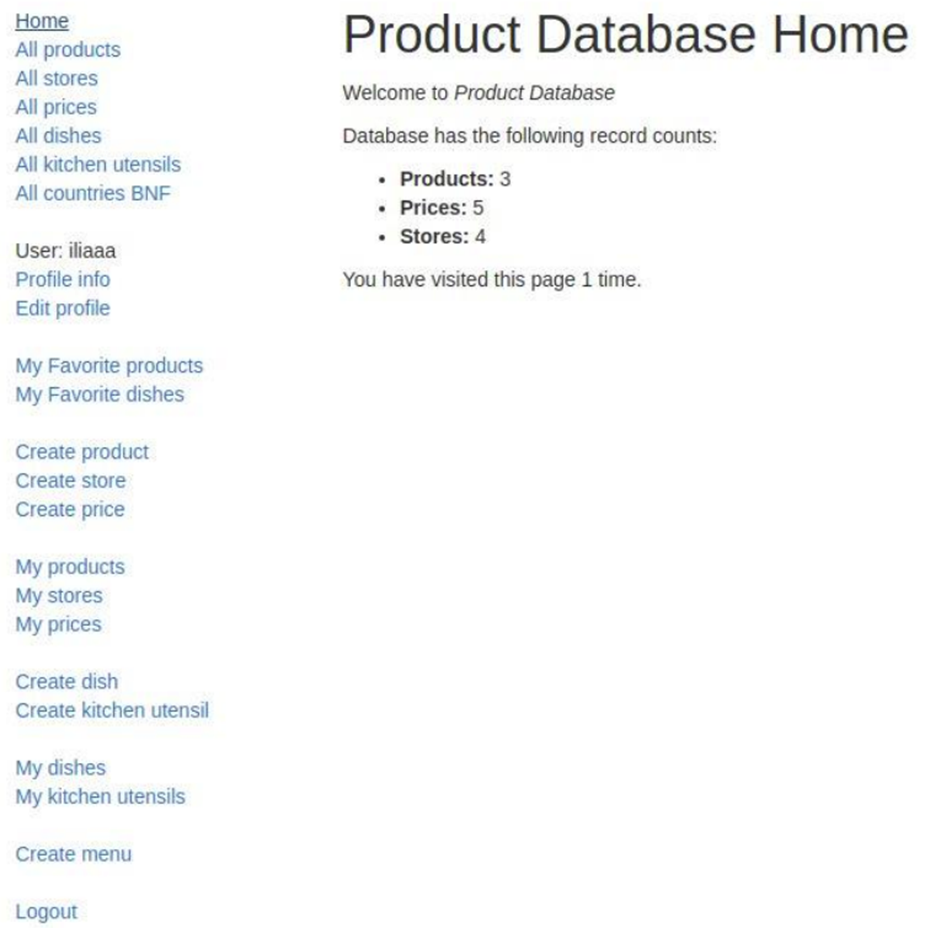 Home
All products
All stores
All prices
All dishes
All kitchen utensils
All countries BNF
User: iliaaa
Profile info
Edit profile
My Favorite products
My Favorite dishes
Create product
Create store
Create price
My products
My stores
My prices
Create dish
Create kitchen utensil
My dishes
My kitchen utensils
Create menu
Logout
Product Database Home
Welcome to Product Database
Database has the following record counts:
• Products: 3
• Prices: 5
• Stores: 4
You have visited this page 1 time.